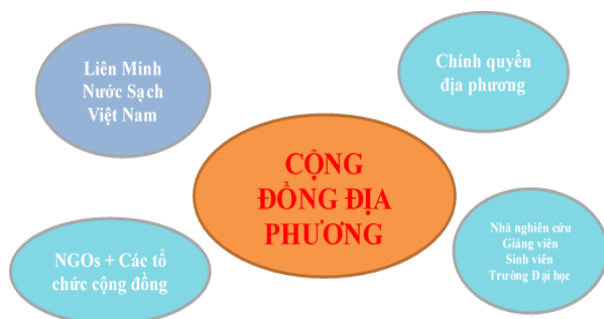 Liên Minh
Nước Sạch
Việt Nam
Chính quyền
địa phương
CỘNG
ĐỒNG ĐỊA
PHƯƠNG
NGOs + Các tổ
chức cộng đồng
Nhà nghiên cứu
Giảng viên
Sinh viên
Trường Đại học